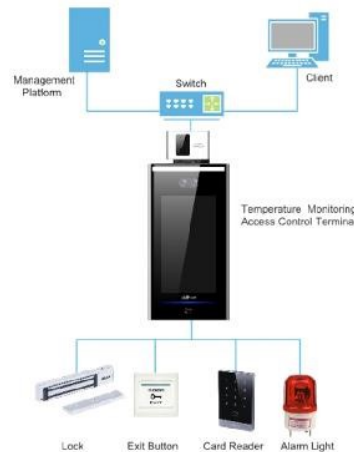 Management
Platform
Switch
Client
Temperature Monitoring
Access Control Terminal
Lock
Exit Button
Card Reader
Alarm Light